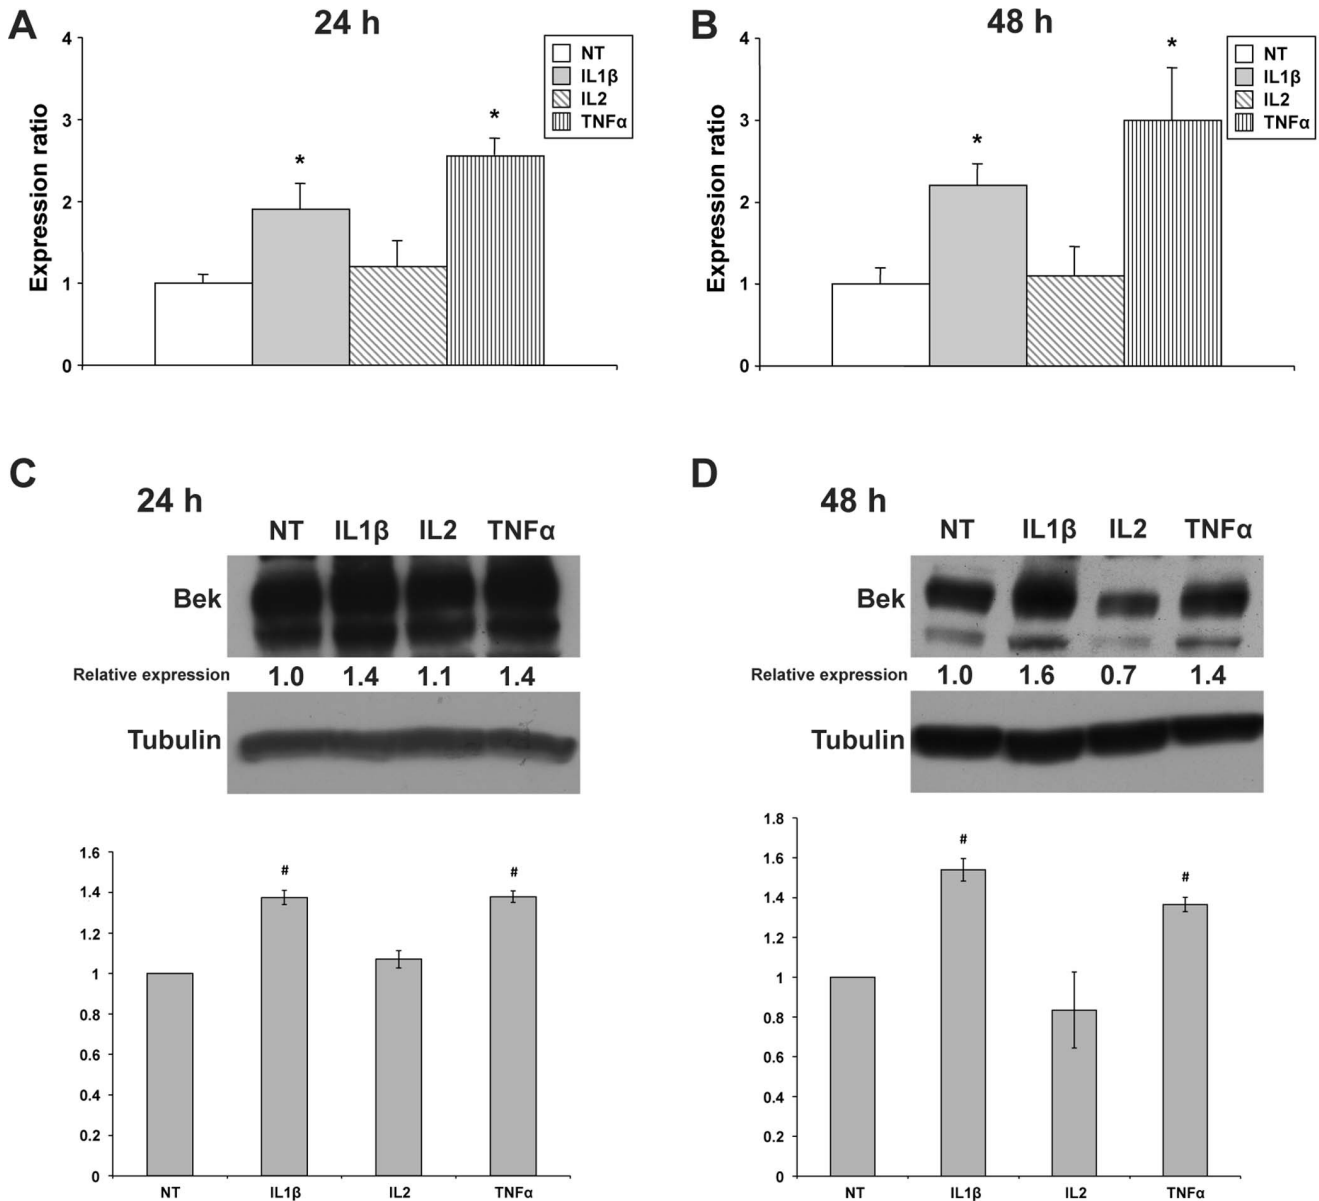 A
24 h
4
3
2
1
0
Expression ratio
*
*
NT
IL1β
IL2
TNFα
B
48 h
4
3
2
1
0
Expression ratio
*
*
NT
IL1β
IL2
TNFα
C
24 h
NT IL1β IL2 TNFα
Bek
Relative expression 1.0 1.4 1.1 1.4
Tubulin
1.6
1.4
1.2
1
0.8
0.6
0.4
0.2
0
# #
NT IL1β IL2 TNFα
D
48 h
NT IL1β IL2 TNFα
Bek
Relative expression 1.0 1.6 0.7 1.4
Tubulin
1.8
1.6
1.4
1.2
1
0.8
0.6
0.4
0.2
0
#
#
NT IL1β IL2 TNFα